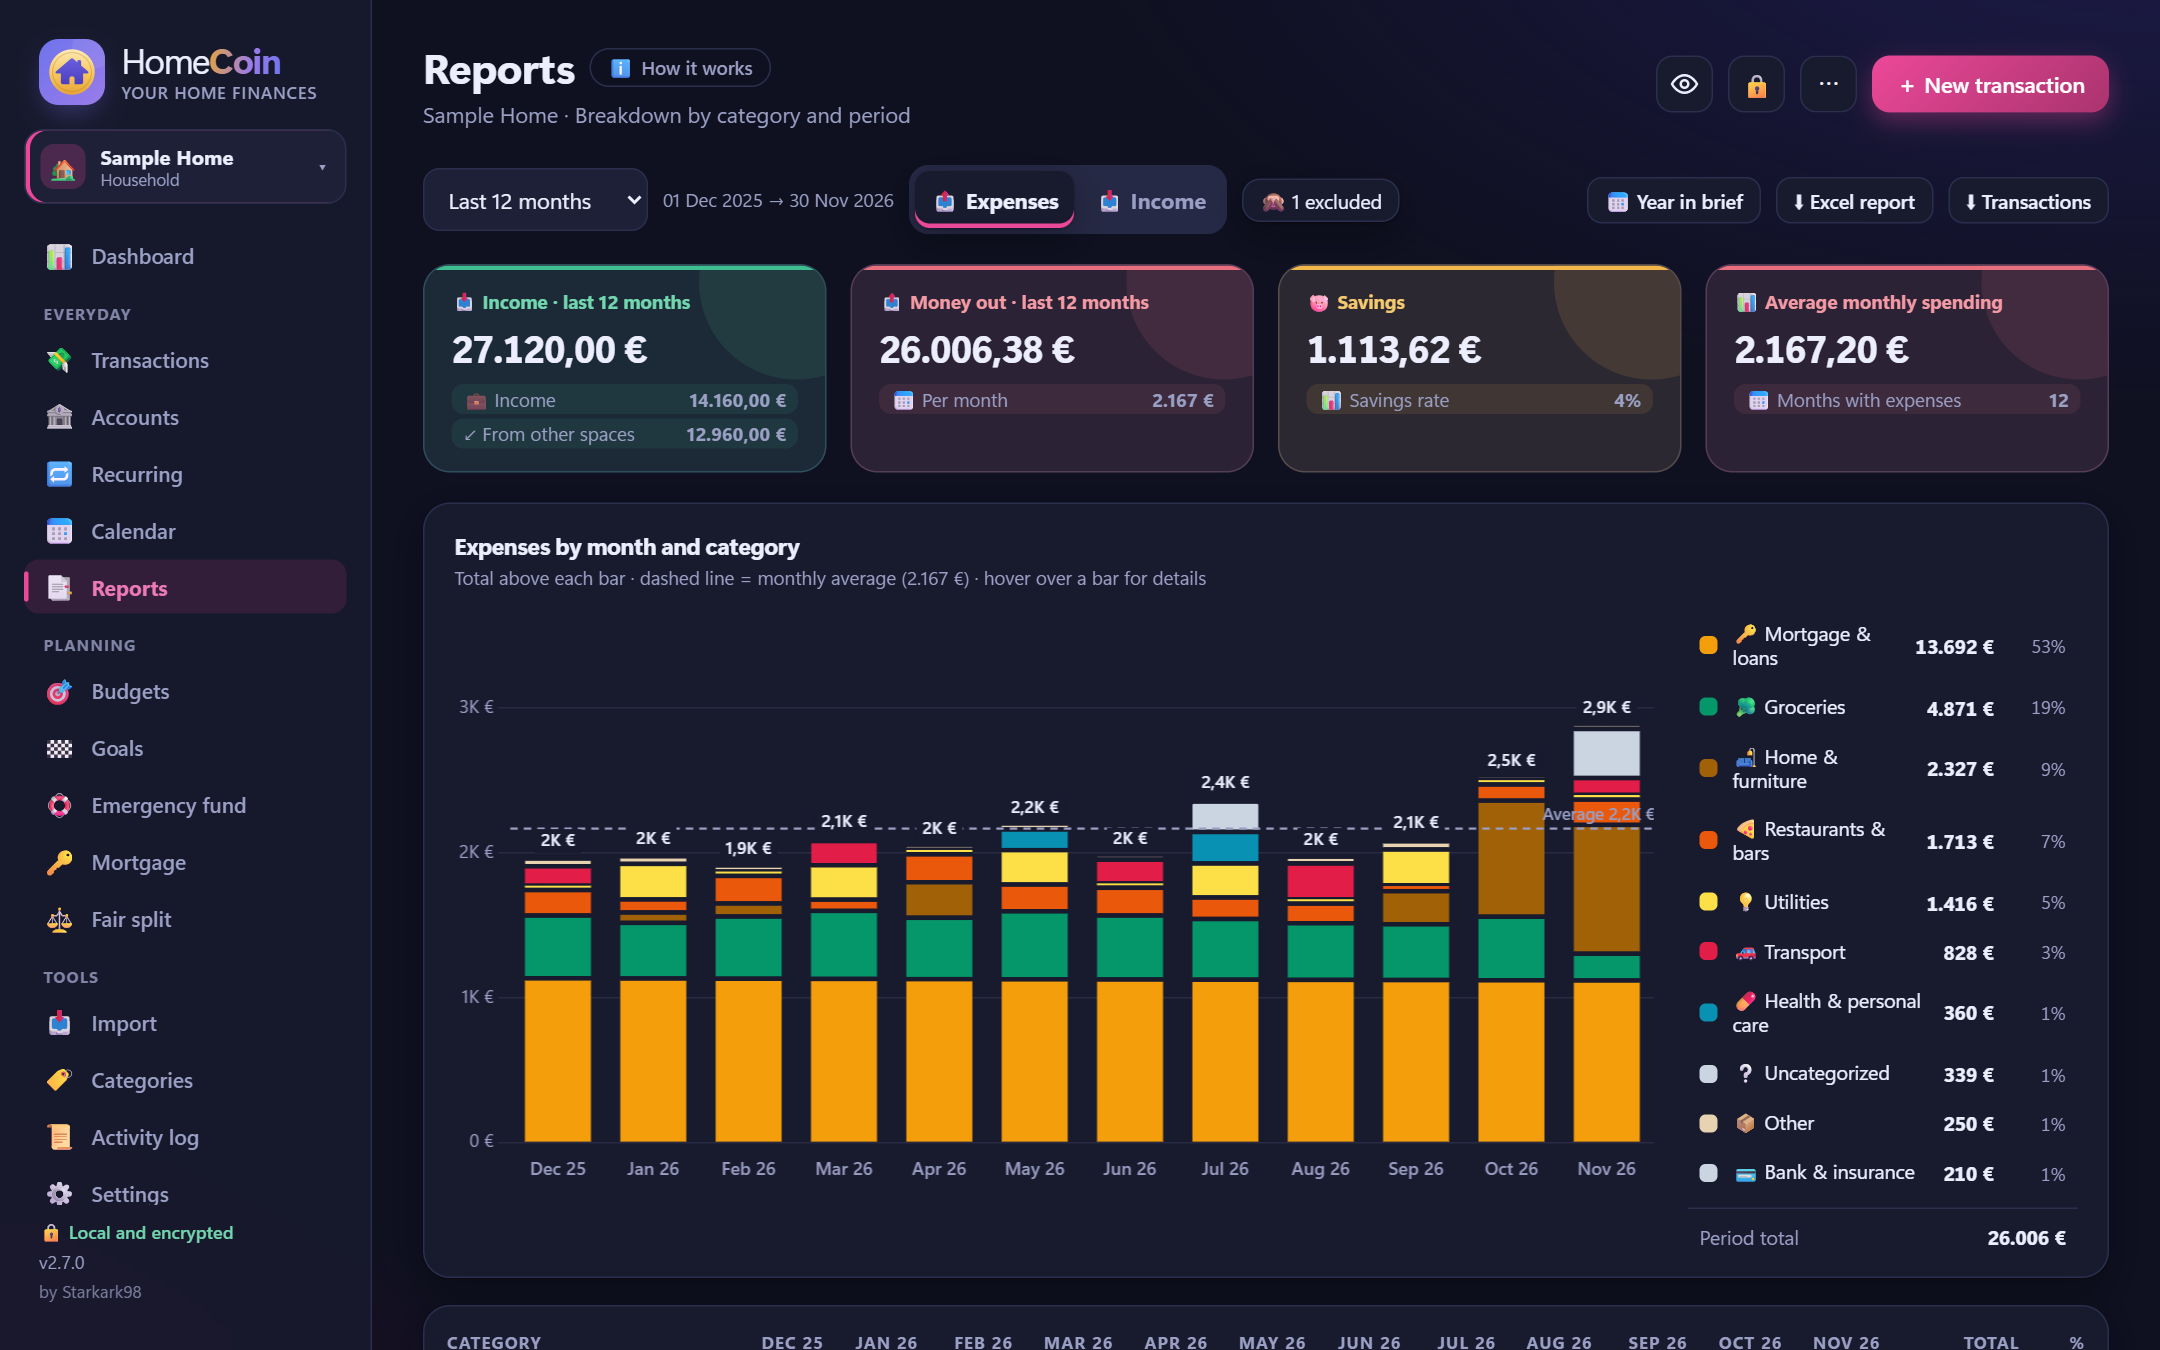 HomeCoin
YOUR HOME FINANCES
Sample Home
Household
Dashboard
EVERYDAY
Transactions
Accounts
Recurring
Calendar
Reports
PLANNING
Budgets
Goals
Emergency fund
Mortgage
Fair split
TOOLS
Import
Categories
Activity log
Settings
Local and encrypted
v2.7.0
by Starkark98
Reports
How it works
Sample Home · Breakdown by category and period
+ New transaction
Last 12 months
01 Dec 2025 → 30 Nov 2026
Expenses
Income
1 excluded
Year in brief
⬇ Excel report
⬇ Transactions
Income · last 12 months
27.120,00 €
Income 14.160,00 €
↙ From other spaces 12.960,00 €
Money out · last 12 months
26.006,38 €
Per month 2.167 €
Savings
1.113,62 €
Savings rate 4%
Average monthly spending
2.167,20 €
Months with expenses 12
Expenses by month and category
Total above each bar · dashed line = monthly average (2.167 €) · hover over a bar for details
3K €
2K €
1K €
0 €
2K €
2K €
1,9K €
2,1K €
2K €
2,2K €
2K €
2,4K €
2K €
2,1K €
2,5K €
2,9K €
Average 2,2K €
Dec 25 Jan 26 Feb 26 Mar 26 Apr 26 May 26 Jun 26 Jul 26 Aug 26 Sep 26 Oct 26 Nov 26
Mortgage &
loans 13.692 € 53%
Groceries 4.871 € 19%
Home &
furniture 2.327 € 9%
Restaurants &
bars 1.713 € 7%
Utilities 1.416 € 5%
Transport 828 € 3%
Health & personal
care 360 € 1%
? Uncategorized 339 € 1%
Other 250 € 1%
Bank & insurance 210 € 1%
Period total 26.006 €
CATEGORY DEC 25 JAN 26 FEB 26 MAR 26 APR 26 MAY 26 JUN 26 JUL 26 AUG 26 SEP 26 OCT 26 NOV 26 TOTAL %